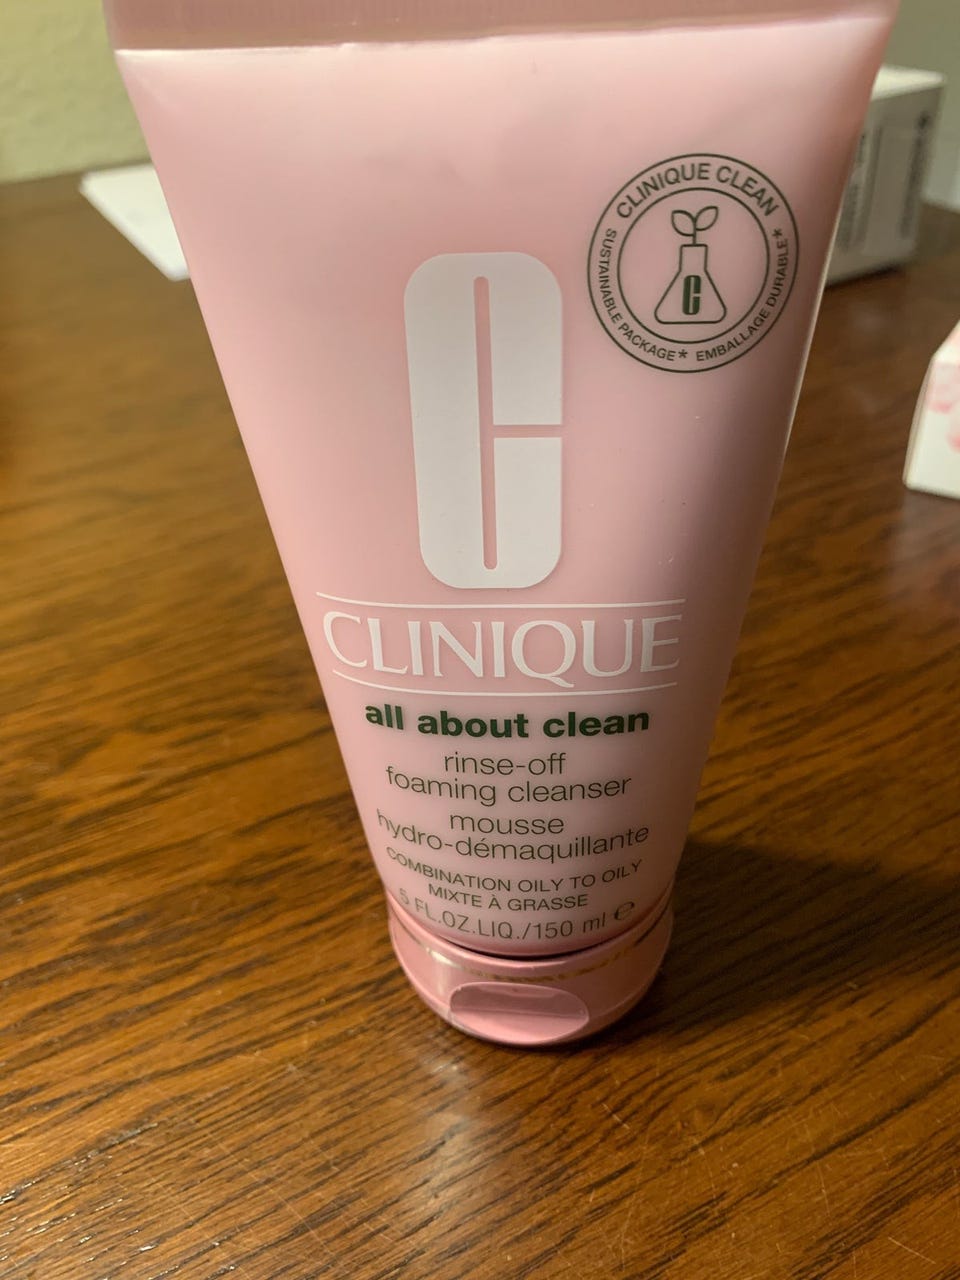 CLINIQUE CLEAN
SUSTAINABLE PACKAGE* EMBALLAGE DURABLE*
C
C
CLINIQUE
all about clean
rinse-off
foaming cleanser
mousse
hydro-démaquillante
COMBINATION OILY TO OILY
MIXTE À GRASSE
5 FL.OZ.LIQ./150 ml ℮